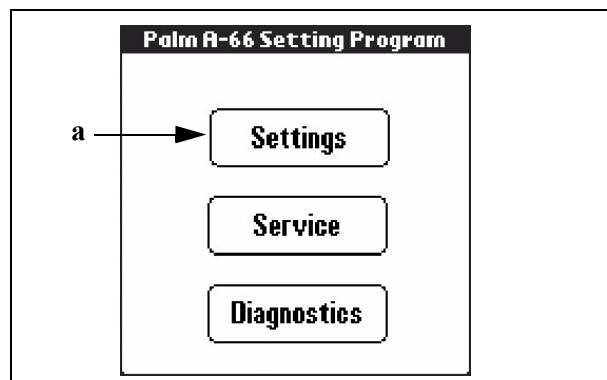 Palm A-66 Setting Program
a
Settings
Service
Diagnostics